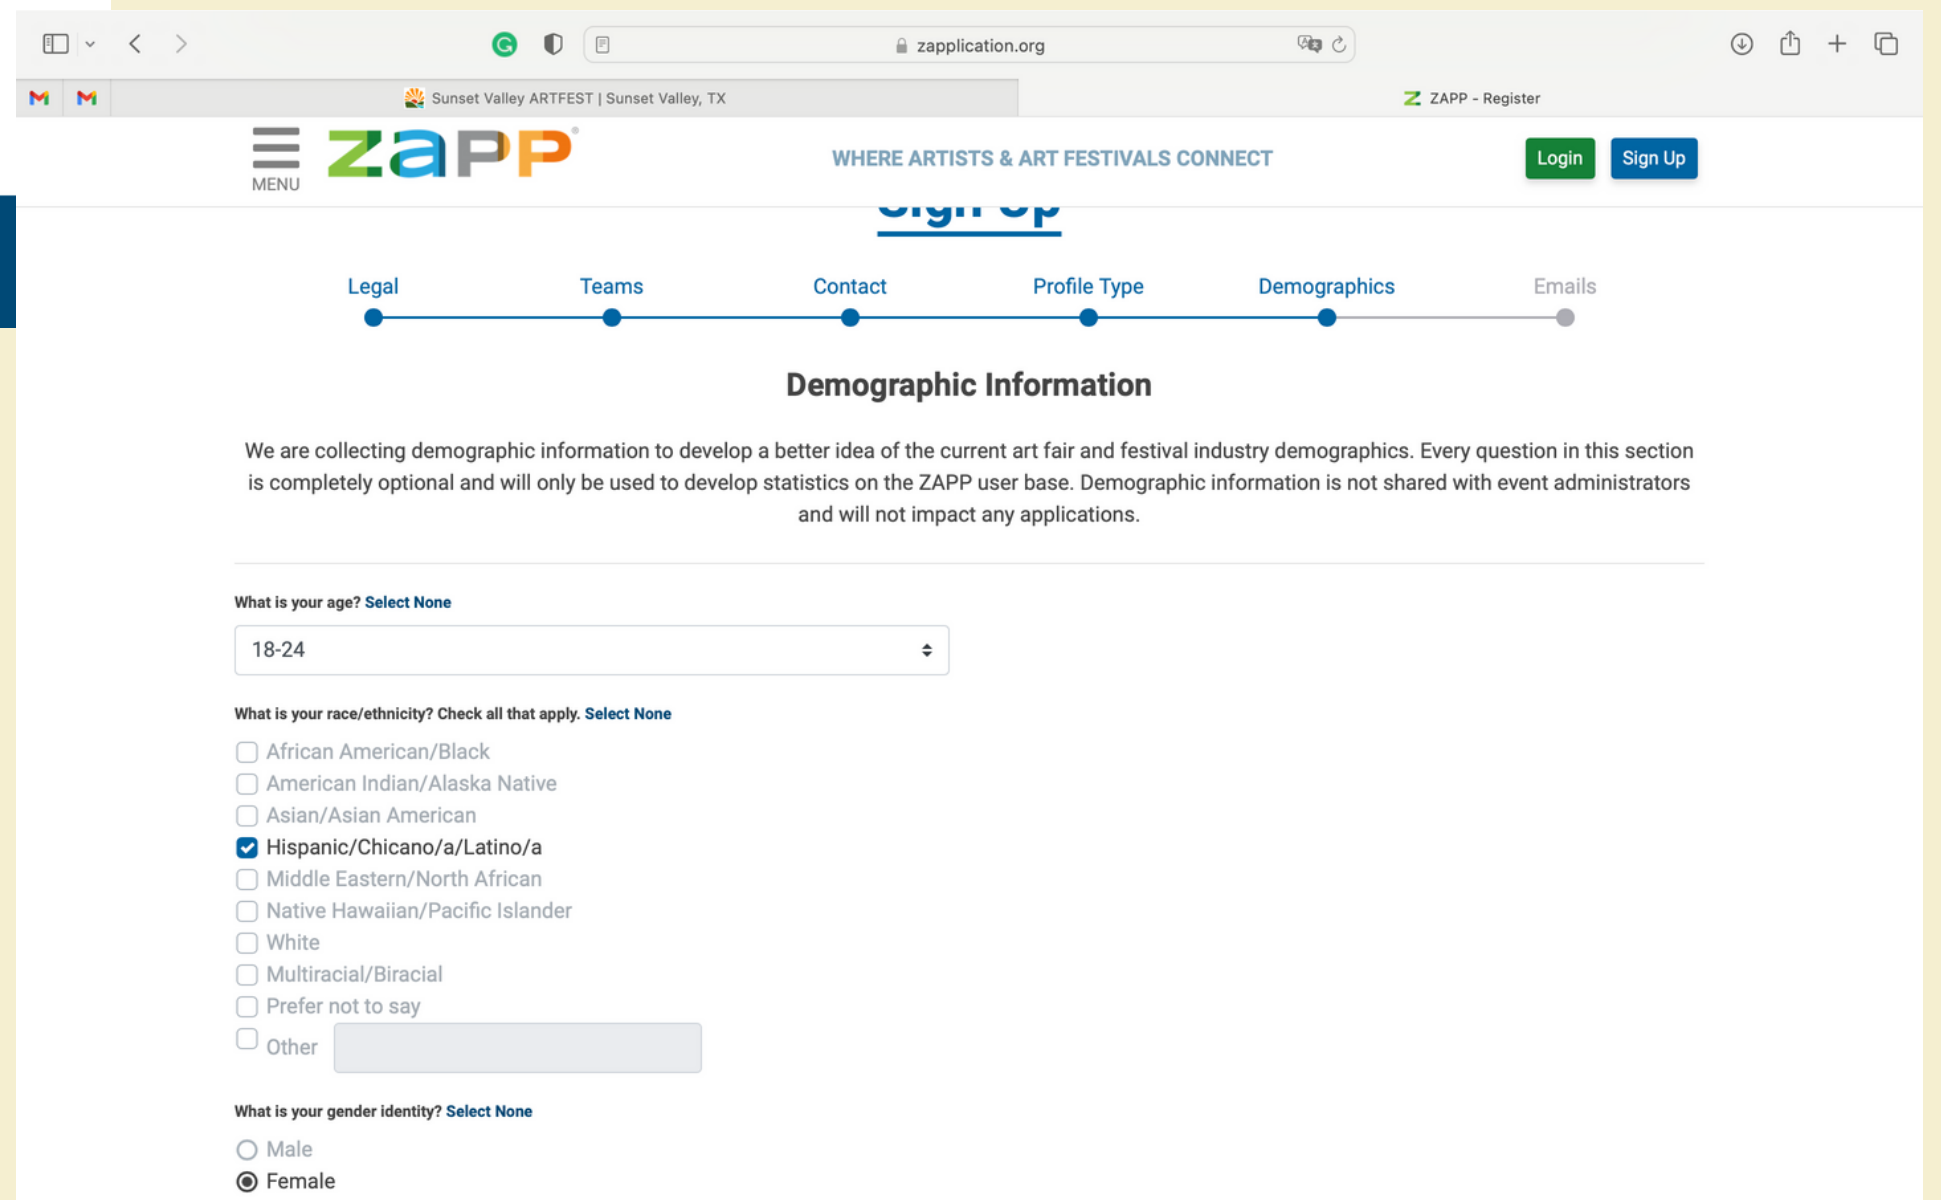 zapplication.org
Sunset Valley ARTFEST | Sunset Valley, TX
ZAPP - Register
MENU
zapp®
WHERE ARTISTS & ART FESTIVALS CONNECT
Login
Sign Up
Sign Up
Legal
Teams
Contact
Profile Type
Demographics
Emails
Demographic Information
We are collecting demographic information to develop a better idea of the current art fair and festival industry demographics. Every question in this section
is completely optional and will only be used to develop statistics on the ZAPP user base. Demographic information is not shared with event administrators
and will not impact any applications.
What is your age? Select None
18-24
What is your race/ethnicity? Check all that apply. Select None
African American/Black
American Indian/Alaska Native
Asian/Asian American
Hispanic/Chicano/a/Latino/a
Middle Eastern/North African
Native Hawaiian/Pacific Islander
White
Multiracial/Biracial
Prefer not to say
Other
What is your gender identity? Select None
Male
Female